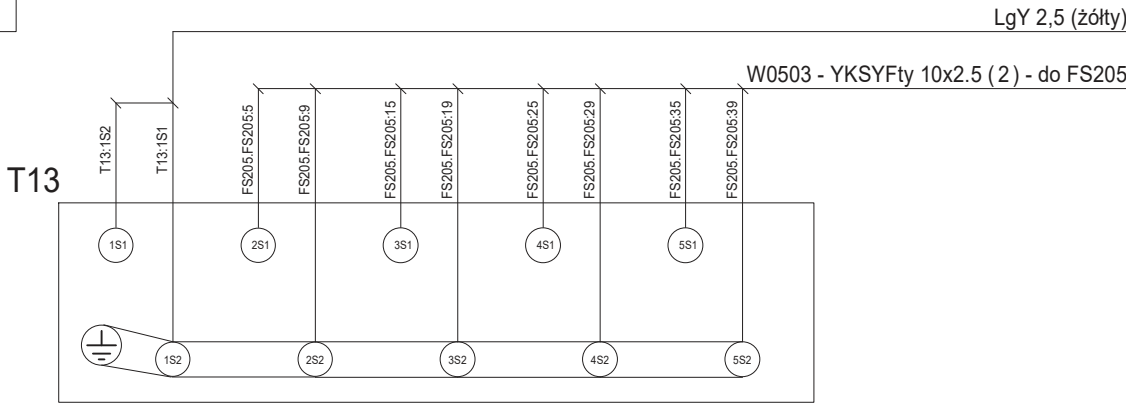 LgY 2,5 (żółty)
W0503 - YKSYFty 10x2.5 ( 2 ) - do FS205
T13:1S2
T13:1S1
FS205.FS205:5
FS205.FS205:9
FS205.FS205:15
FS205.FS205:19
FS205.FS205:25
FS205.FS205:29
FS205.FS205:35
FS205.FS205:39
T13
1S1
2S1
3S1
4S1
5S1
1S2
2S2
3S2
4S2
5S2